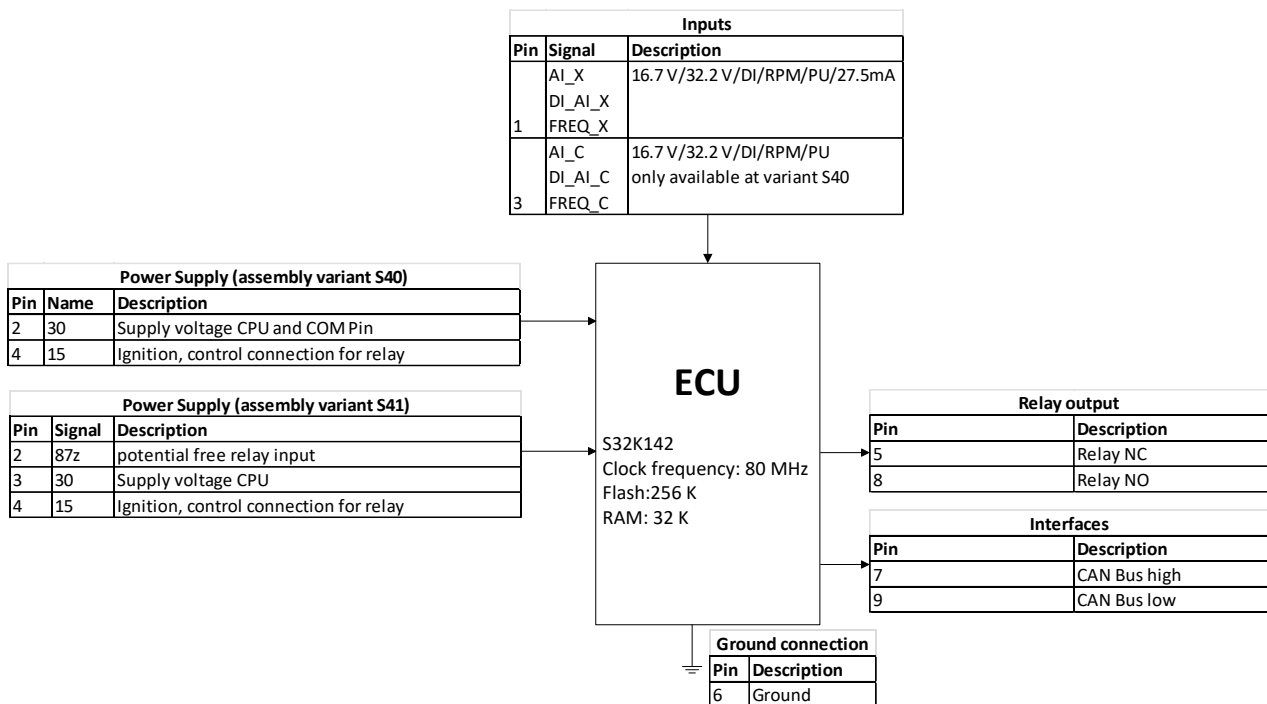 Inputs
Pin Signal Description
AI_X 16.7 V/32.2 V/DI/RPM/PU/27.5mA
DI_AI_X
1 FREQ_X
AI_C 16.7 V/32.2 V/DI/RPM/PU
DI_AI_C only available at variant S40
3 FREQ_C
Power Supply (assembly variant S40)
Pin Name Description
2 30 Supply voltage CPU and COM Pin
4 15 Ignition, control connection for relay
Power Supply (assembly variant S41)
Pin Signal Description
2 87z potential free relay input
3 30 Supply voltage CPU
4 15 Ignition, control connection for relay
ECU
S32K142
Clock frequency: 80 MHz
Flash:256 K
RAM: 32 K
Relay output
Pin Description
5 Relay NC
8 Relay NO
Interfaces
Pin Description
7 CAN Bus high
9 CAN Bus low
Ground connection
Pin Description
6 Ground